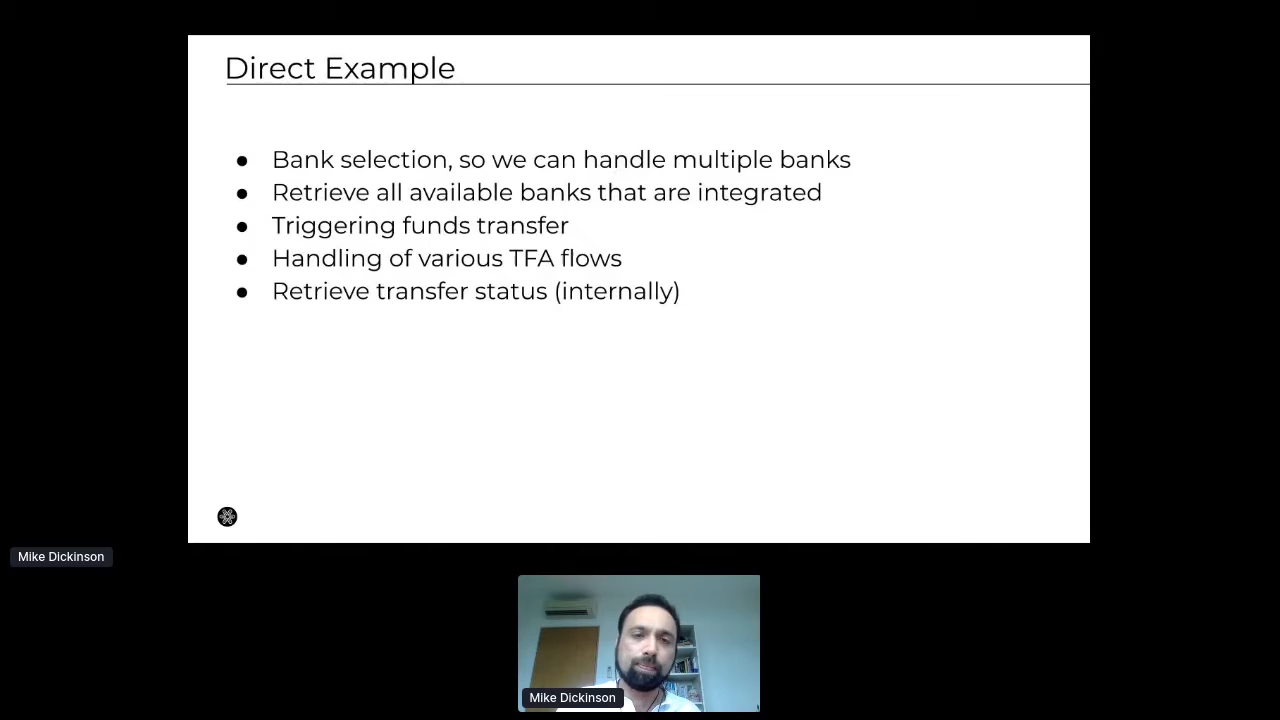 Direct Example
● Bank selection, so we can handle multiple banks
● Retrieve all available banks that are integrated
● Triggering funds transfer
● Handling of various TFA flows
● Retrieve transfer status (internally)
Mike Dickinson
Mike Dickinson